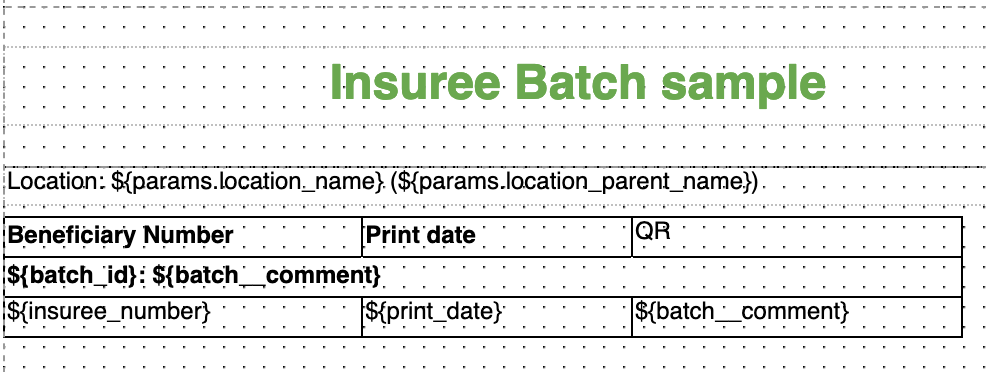 Insuree Batch sample
Location: ${params.location_name} (${params.location_parent_name})
Beneficiary Number Print date QR
${batch_id}: ${batch__comment}
${insuree_number} ${print_date} ${batch__comment}